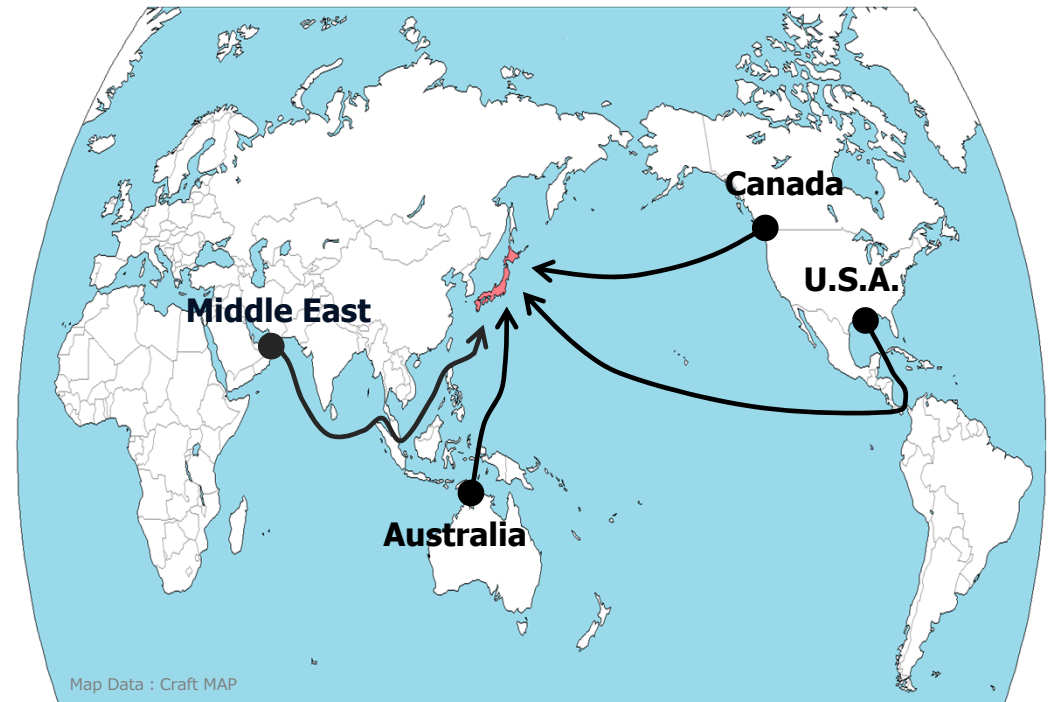 Canada
U.S.A.
Middle East
Australia
Map Data : Craft MAP